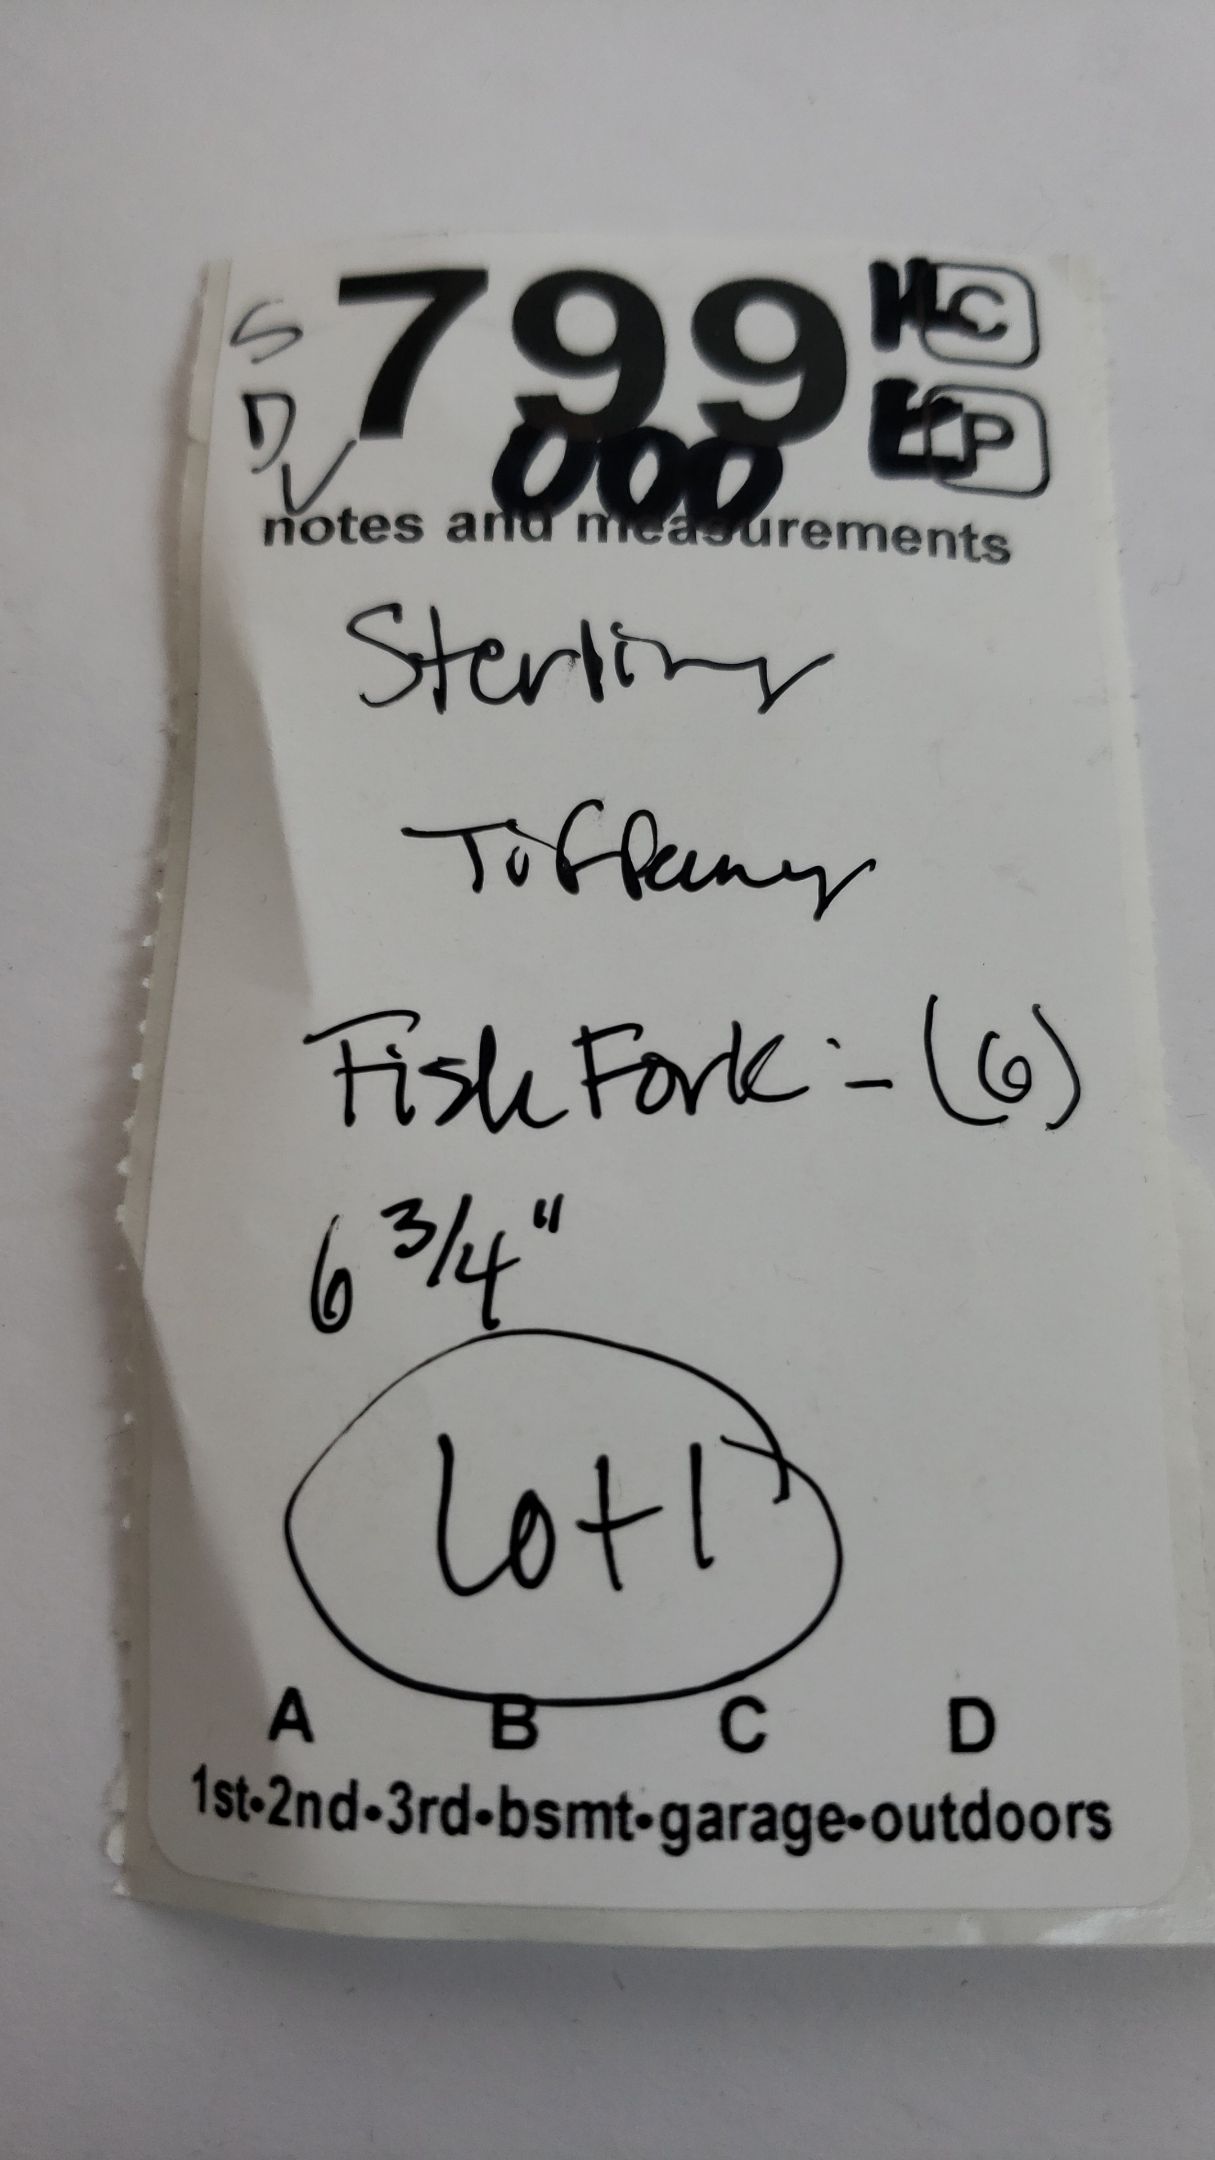 S 799 C
D P
000
notes and measurements
Sterling
Tiffany
Fish Fork - (6)
6 3/4"
Lot 1
A B C D
1st•2nd•3rd•bsmt•garage•outdoors